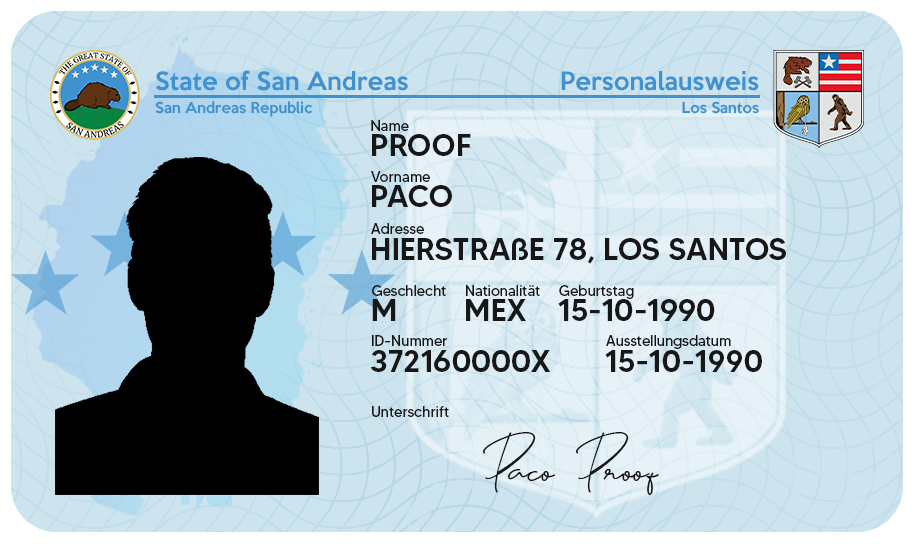 THE GREAT STATE OF
SAN ANDREAS
State of San Andreas
San Andreas Republic
Personalausweis
Los Santos
Name
PROOF
Vorname
PACO
Adresse
HIERSTRAßE 78, LOS SANTOS
Geschlecht Nationalität Geburtstag
M MEX 15-10-1990
ID-Nummer Ausstellungsdatum
372160000X 15-10-1990
Unterschrift
Paco Proof